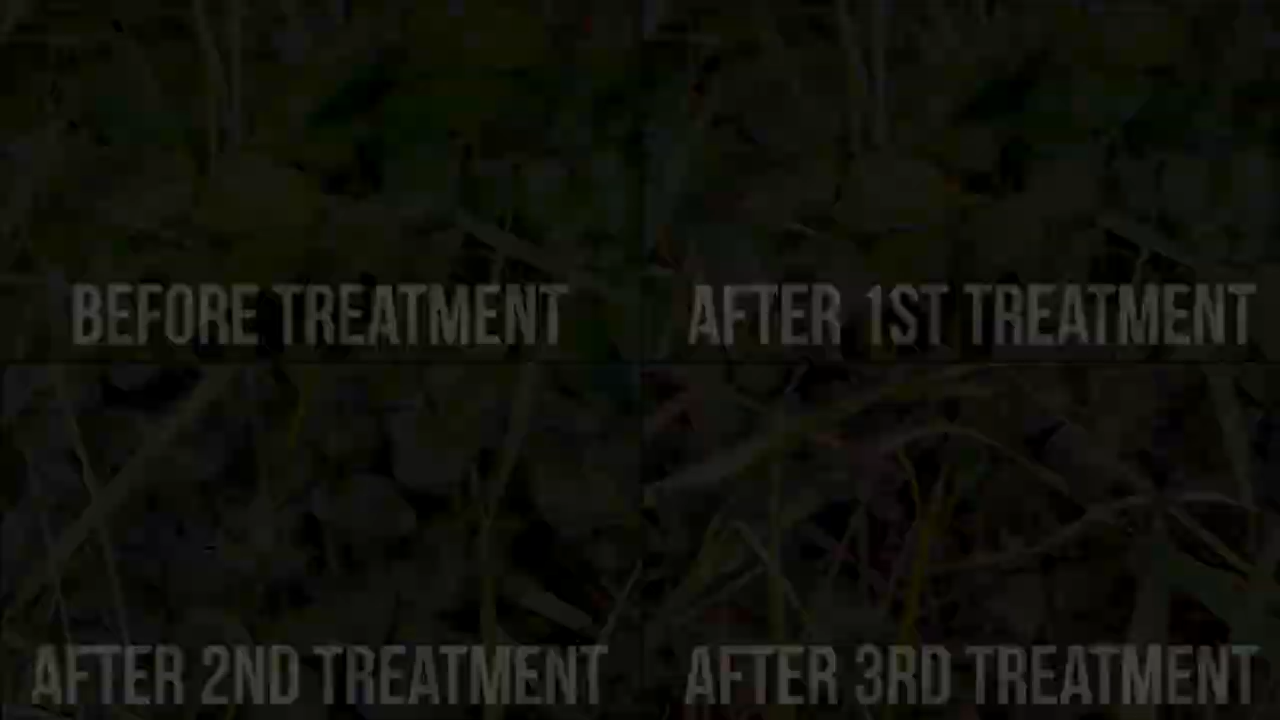 BEFORE TREATMENT
AFTER 1ST TREATMENT
AFTER 2ND TREATMENT
AFTER 3RD TREATMENT